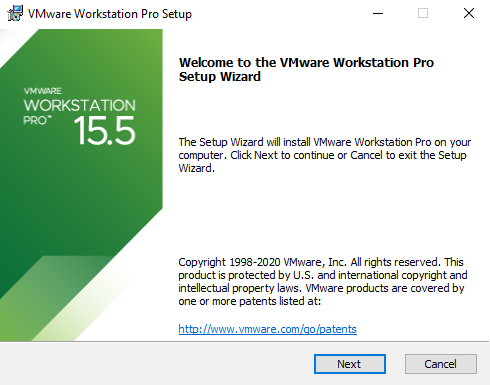 VMware Workstation Pro Setup
Welcome to the VMware Workstation Pro
Setup Wizard
VMWARE
WORKSTATION
PRO™ 15.5
The Setup Wizard will install VMware Workstation Pro on your
computer. Click Next to continue or Cancel to exit the Setup
Wizard.
Copyright 1998-2020 VMware, Inc. All rights reserved. This
product is protected by U.S. and international copyright and
intellectual property laws. VMware products are covered by
one or more patents listed at:
http://www.vmware.com/go/patents
Next
Cancel